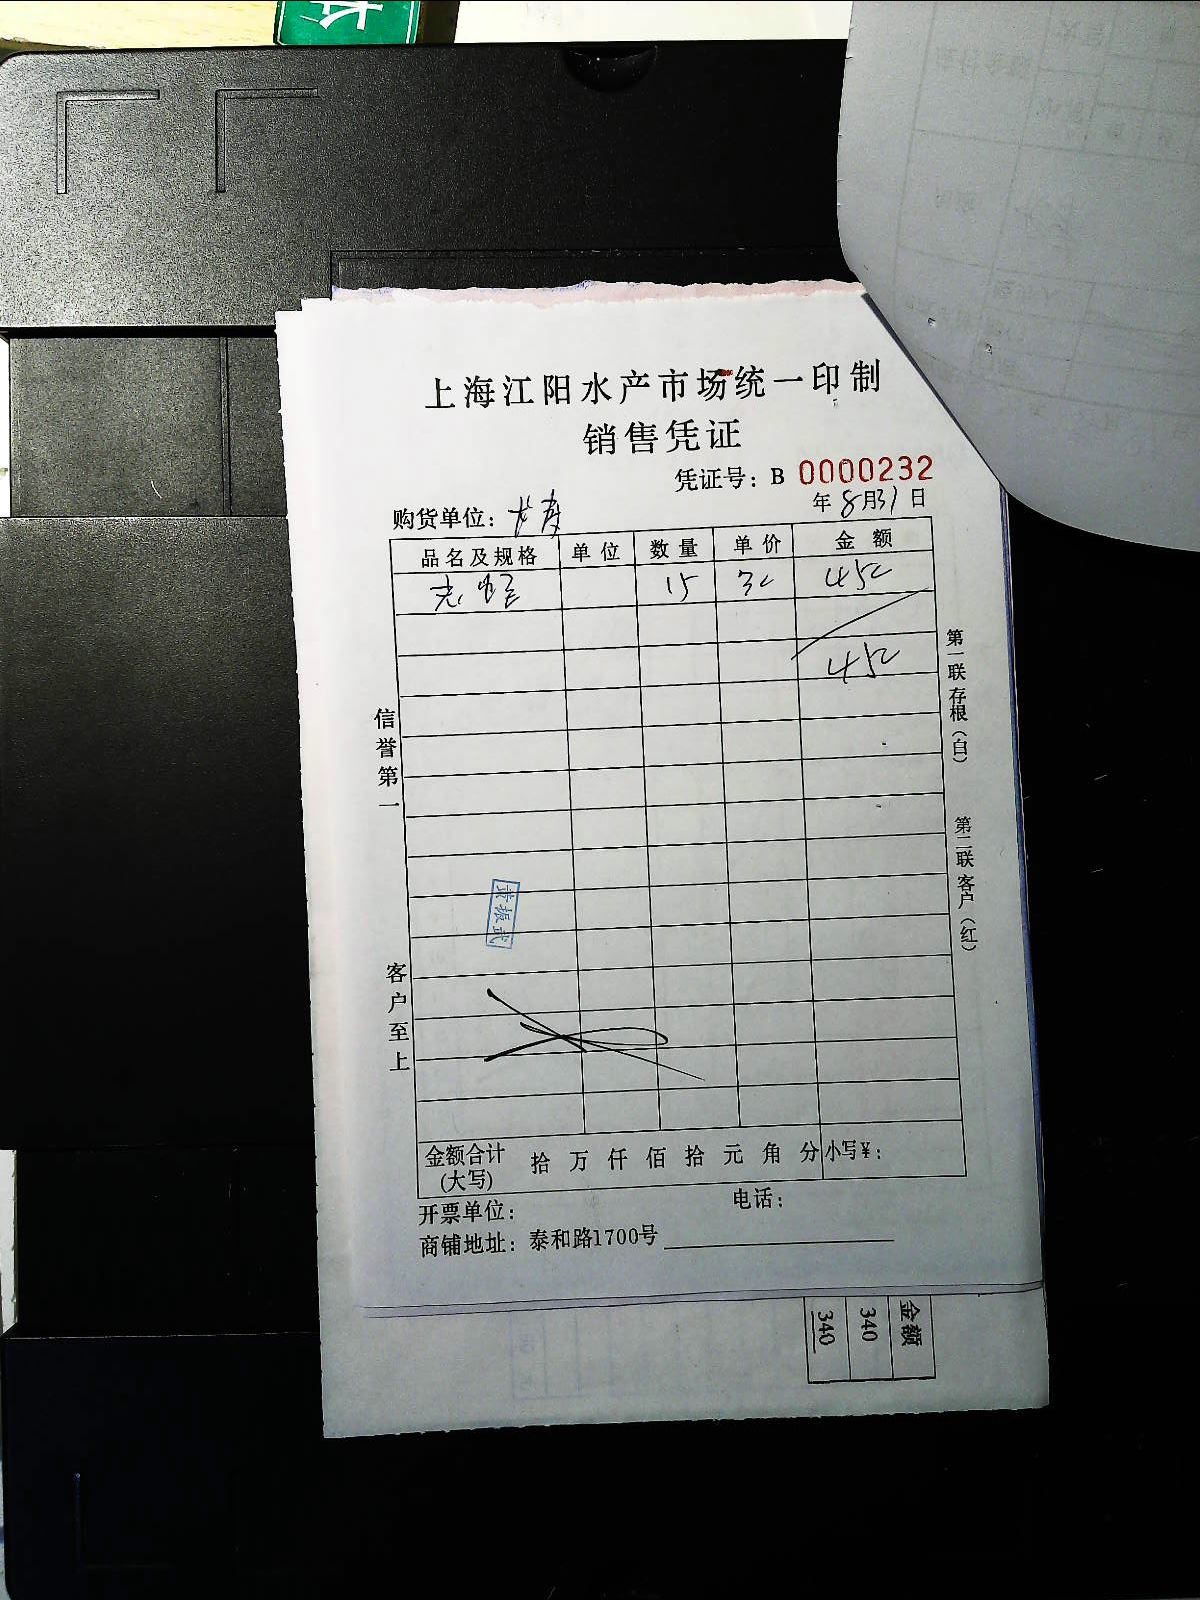 上海江阳水产市场统一印制
销售凭证
凭证号：B 0000232
购货单位： 年8月31日
品名及规格 单位 数量 单价 金额
15 30 450
450
信誉第一
客户至上
第一联存根（白）
第二联客户（红）
金额合计(大写) 拾 万 仟 佰 拾 元 角 分 小写¥：
开票单位： 电话：
商铺地址：泰和路1700号
金额
340
340